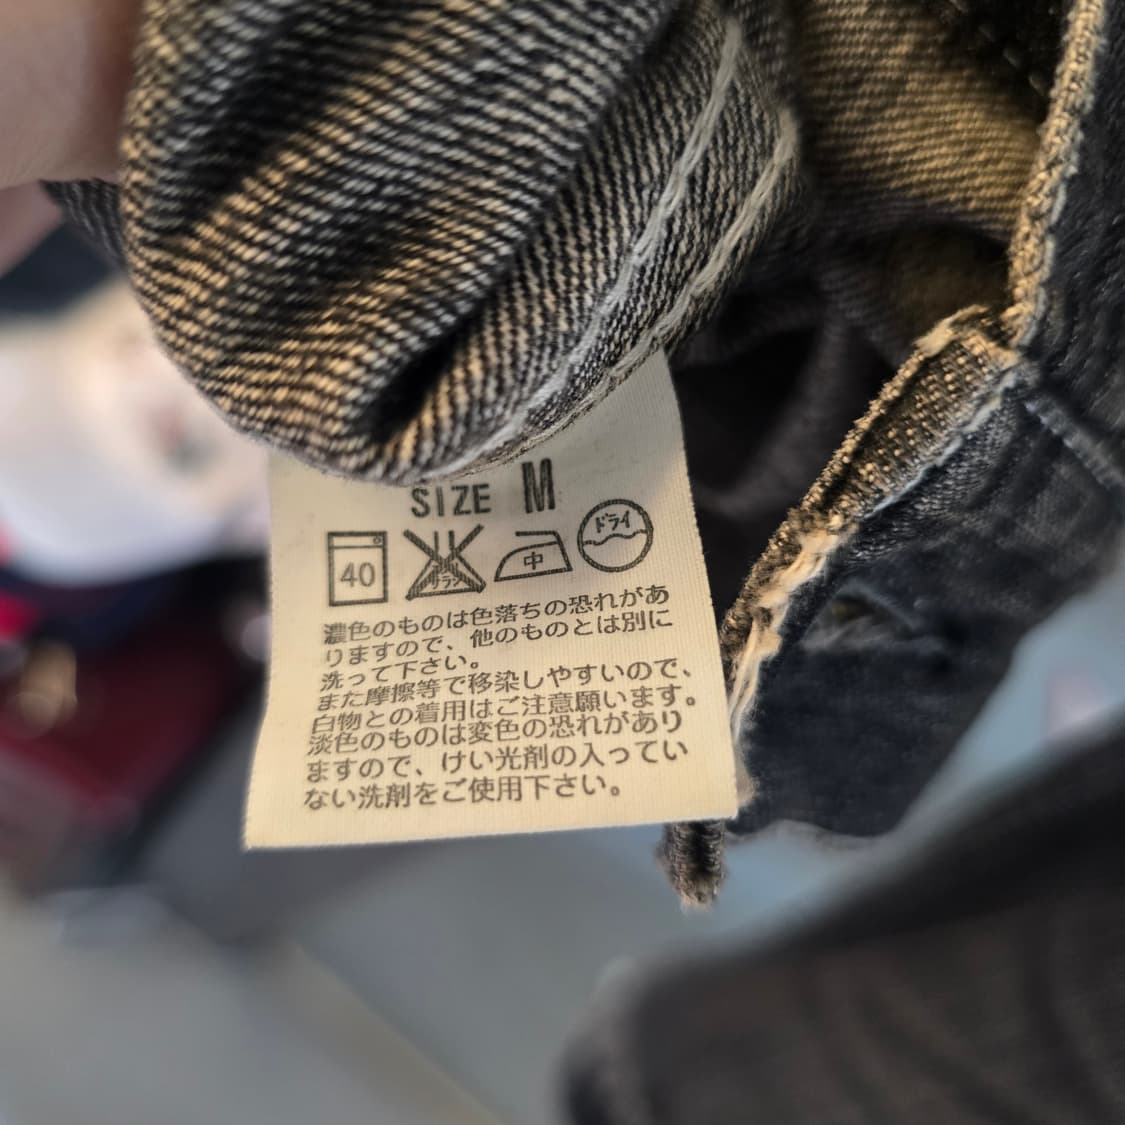 SIZE M
40 サラシ 中 ドライ
濃色のものは色落ちの恐れがあ
りますので、他のものとは別に
洗って下さい。
また摩擦等で移染しやすいので、
白物との着用はご注意願います。
淡色のものは変色の恐れがあり
ますので、けい光剤の入ってい
ない洗剤をご使用下さい。